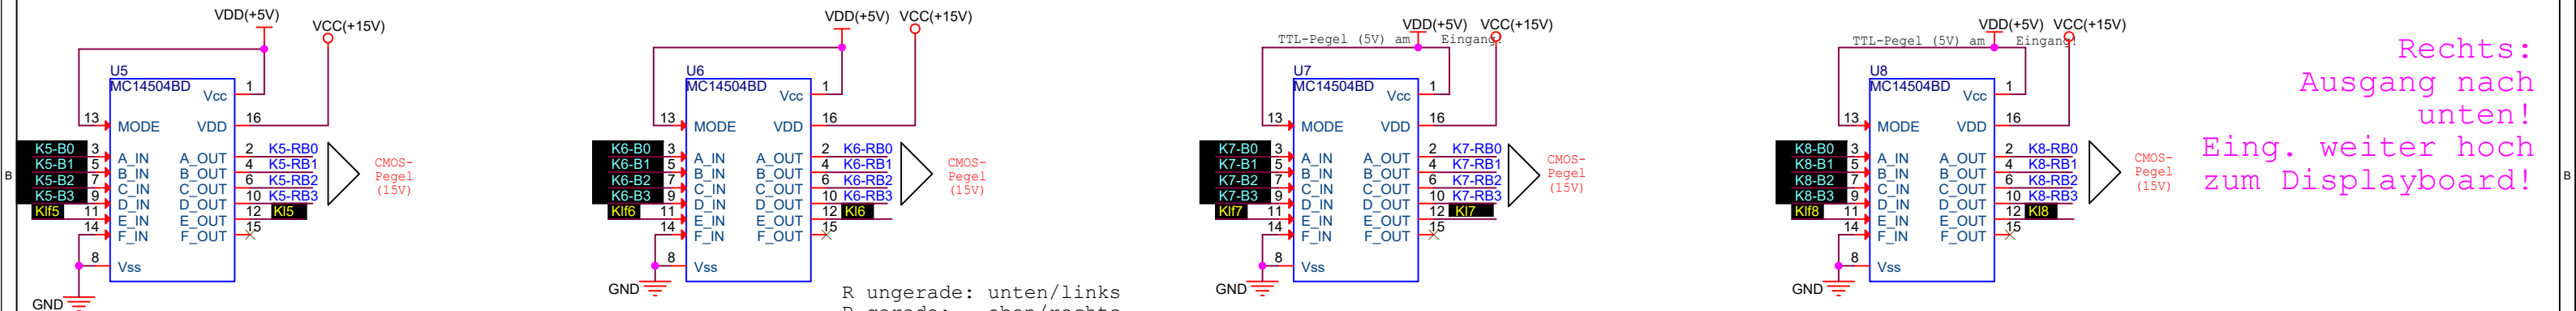 VDD(+5V)
VCC(+15V)
U5
MC14504BD
Vcc 1
13 MODE VDD 16
K5-B0 3 A_IN A_OUT 2 K5-RB0
K5-B1 5 B_IN B_OUT 4 K5-RB1
K5-B2 7 C_IN C_OUT 6 K5-RB2
K5-B3 9 D_IN D_OUT 10 K5-RB3
Klf5 11 E_IN E_OUT 12 Kl5
14 F_IN F_OUT 15
8 Vss
GND
CMOS-
Pegel
(15V)
VDD(+5V) VCC(+15V)
U6
MC14504BD
Vcc 1
13 MODE VDD 16
K6-B0 3 A_IN A_OUT 2 K6-RB0
K6-B1 5 B_IN B_OUT 4 K6-RB1
K6-B2 7 C_IN C_OUT 6 K6-RB2
K6-B3 9 D_IN D_OUT 10 K6-RB3
Klf6 11 E_IN E_OUT 12 Kl6
14 F_IN F_OUT 15
8 Vss
GND
CMOS-
Pegel
(15V)
R ungerade: unten/links
R gerade: oben/rechts
VDD(+5V) VCC(+15V)
TTL-Pegel (5V) am Eingang!
U7
MC14504BD
Vcc 1
13 MODE VDD 16
K7-B0 3 A_IN A_OUT 2 K7-RB0
K7-B1 5 B_IN B_OUT 4 K7-RB1
K7-B2 7 C_IN C_OUT 6 K7-RB2
K7-B3 9 D_IN D_OUT 10 K7-RB3
Klf7 11 E_IN E_OUT 12 Kl7
14 F_IN F_OUT 15
8 Vss
GND
CMOS-
Pegel
(15V)
VDD(+5V) VCC(+15V)
TTL-Pegel (5V) am Eingang!
U8
MC14504BD
Vcc 1
13 MODE VDD 16
K8-B0 3 A_IN A_OUT 2 K8-RB0
K8-B1 5 B_IN B_OUT 4 K8-RB1
K8-B2 7 C_IN C_OUT 6 K8-RB2
K8-B3 9 D_IN D_OUT 10 K8-RB3
Klf8 11 E_IN E_OUT 12 Kl8
14 F_IN F_OUT 15
8 Vss
GND
CMOS-
Pegel
(15V)
Rechts:
Ausgang nach
unten!
Eing. weiter hoch
zum Displayboard!
B
B